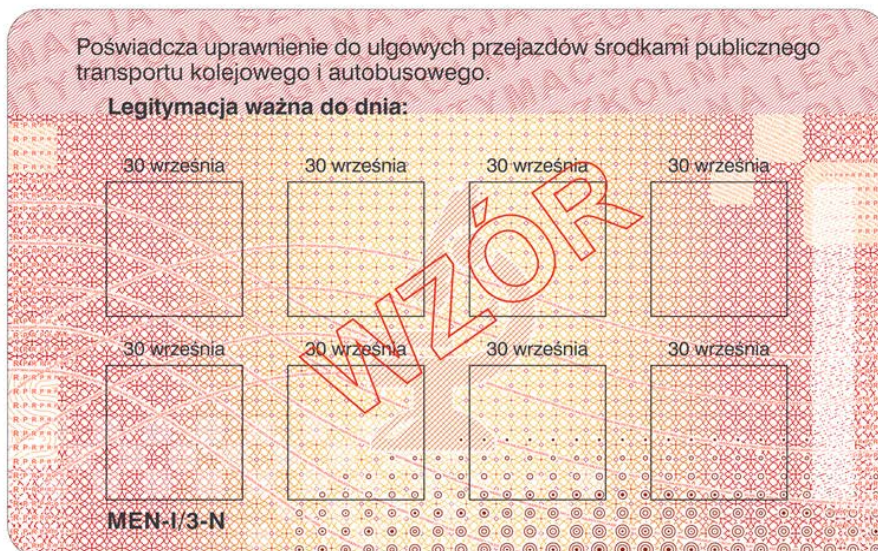 Poświadcza uprawnienie do ulgowych przejazdów środkami publicznego
transportu kolejowego i autobusowego.
Legitymacja ważna do dnia:
30 września 30 września 30 września 30 września
WZÓR
30 września 30 września 30 września 30 września
MEN-I/3-N